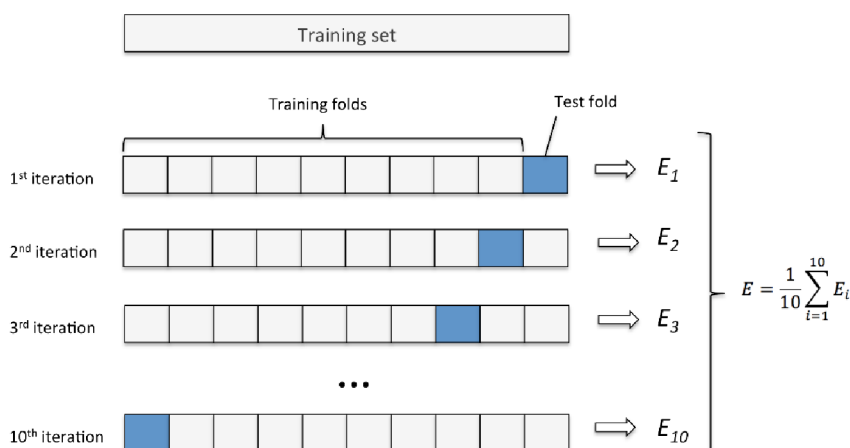 Training set
Training folds
Test fold
1st iteration
E1
2nd iteration
E2
E = 1/10 ∑ i=1 10 Ei
3rd iteration
E3
...
10th iteration
E10